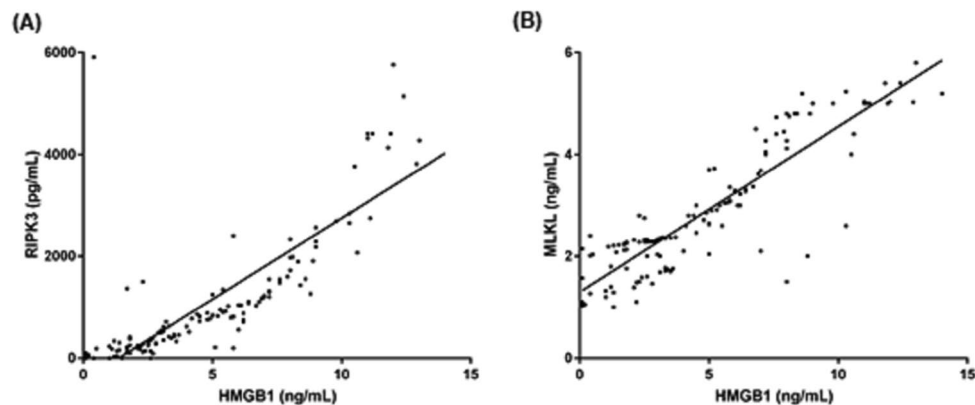 (A)
RIPK3 (pg/mL)
6000
4000
2000
0
0 5 10 15
HMGB1 (ng/mL)
(B)
MLKL (ng/mL)
6
4
2
0
0 5 10 15
HMGB1 (ng/mL)